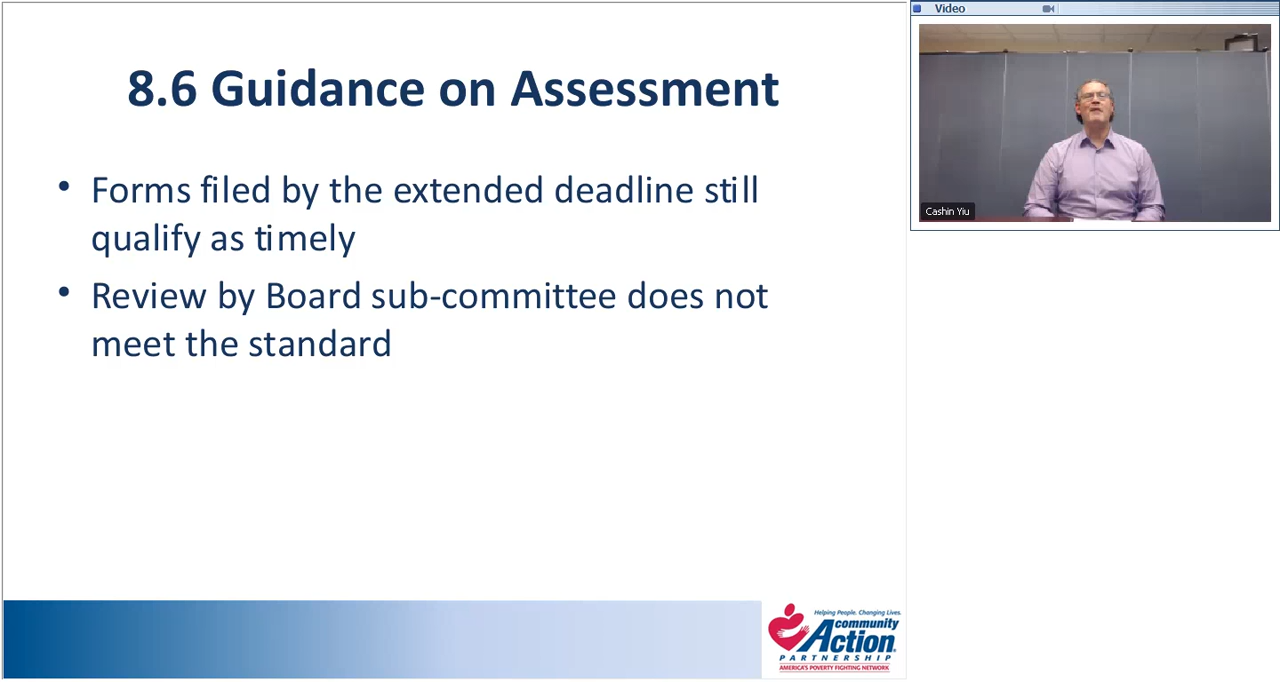 8.6 Guidance on Assessment
• Forms filed by the extended deadline still
qualify as timely
• Review by Board sub-committee does not
meet the standard
Helping People. Changing Lives.
community
Action
PARTNERSHIP
AMERICA'S POVERTY FIGHTING NETWORK
Video
Cashin Yiu